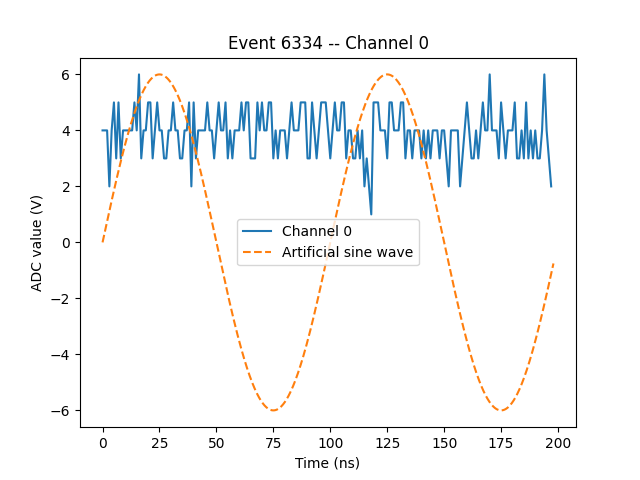 Event 6334 -- Channel 0
6
4
2
0
−2
−4
−6
ADC value (V)
Channel 0
Artificial sine wave
0 25 50 75 100 125 150 175 200
Time (ns)